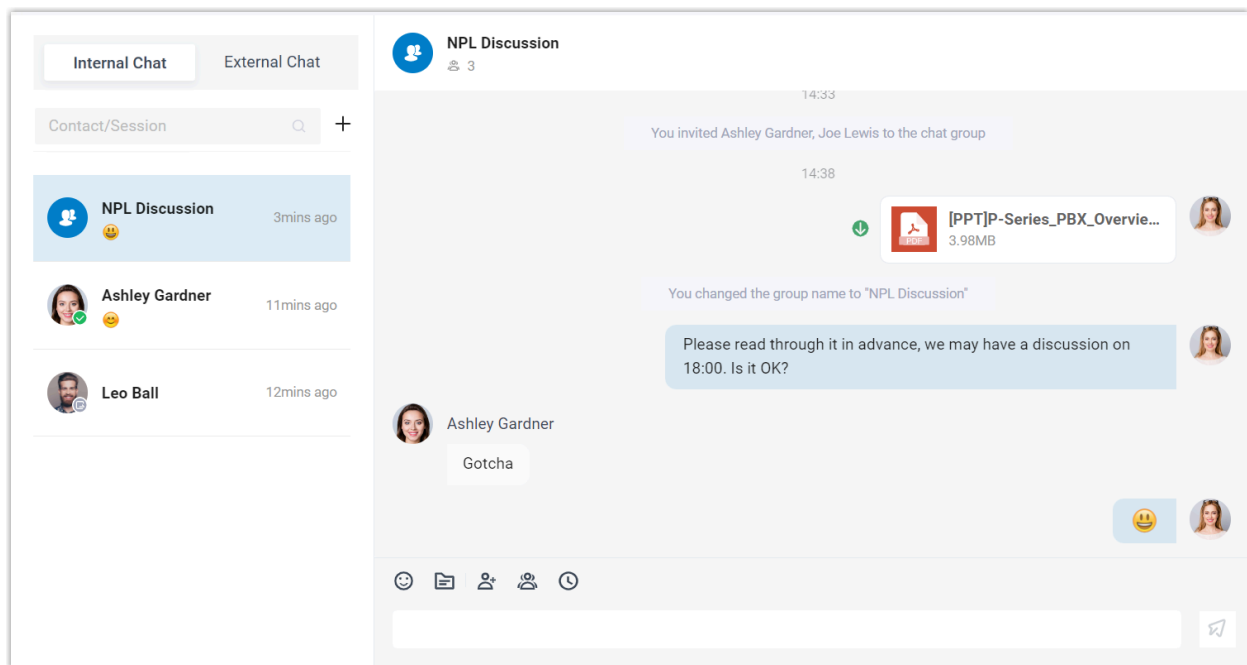 Internal Chat
External Chat
Contact/Session
NPL Discussion
3mins ago
Ashley Gardner
11mins ago
Leo Ball
12mins ago
NPL Discussion
3
14:33
You invited Ashley Gardner, Joe Lewis to the chat group
14:38
[PPT]P-Series_PBX_Overvie...
PDF
3.98MB
You changed the group name to "NPL Discussion"
Please read through it in advance, we may have a discussion on
18:00. Is it OK?
Ashley Gardner
Gotcha